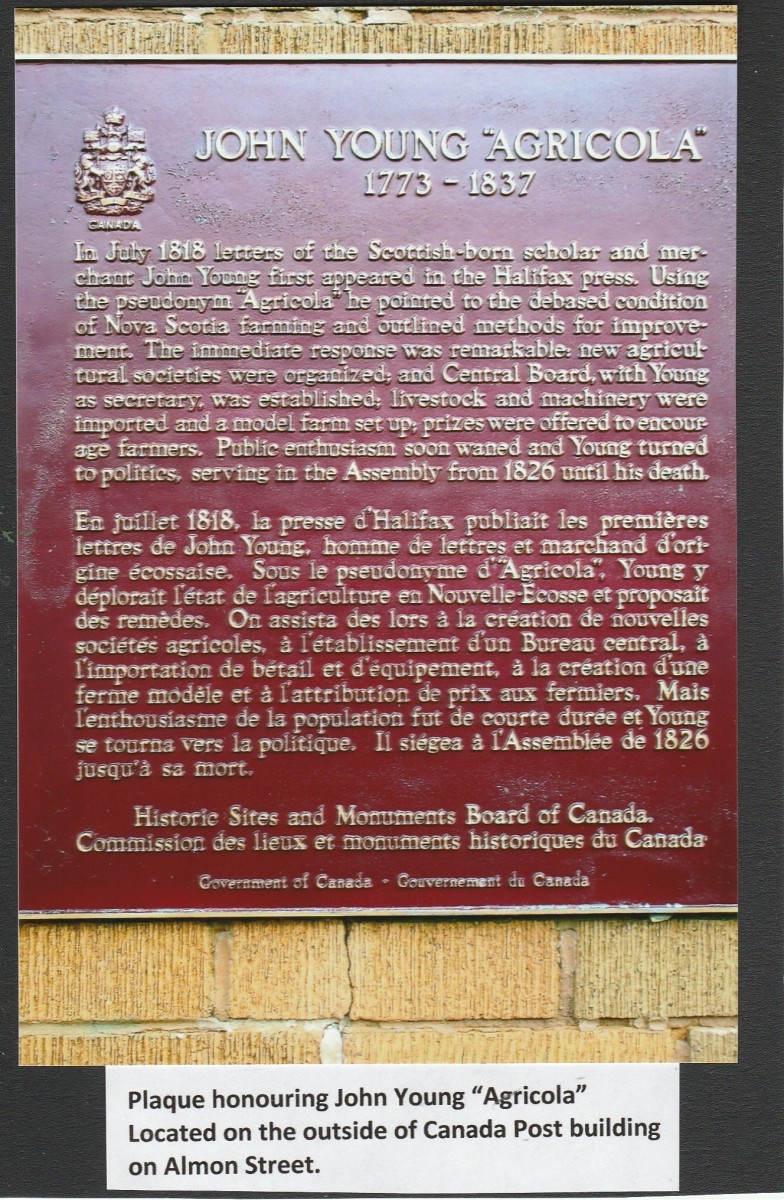 JOHN YOUNG "AGRICOLA"
1773 - 1837
CANADA
In July 1818 letters of the Scottish-born scholar and mer-
chant John Young first appeared in the Halifax press. Using
the pseudonym "Agricola" he pointed to the debased condition
of Nova Scotia farming and outlined methods for improve-
ment. The immediate response was remarkable: new agricul-
tural societies were organized; and Central Board, with Young
as secretary, was established; livestock and machinery were
imported and a model farm set up; prizes were offered to encour-
age farmers. Public enthusiasm soon waned and Young turned
to politics, serving in the Assembly from 1826 until his death.
En juillet 1818, la presse d'Halifax publiait les premières
lettres de John Young, homme de lettres et marchand d'ori-
gine écossaise. Sous le pseudonyme d'"Agricola", Young y
déplorait l'état de l'agriculture en Nouvelle-Écosse et proposait
des remèdes. On assista des lors à la création de nouvelles
sociétés agricoles, à l'établissement d'un Bureau central, à
l'importation de bétail et d'équipement, à la création d'une
ferme modèle et à l'attribution de prix aux fermiers. Mais
l'enthousiasme de la population fut de courte durée et Young
se tourna vers la politique. Il siégea à l'Assemblée de 1826
jusqu'à sa mort.
Historic Sites and Monuments Board of Canada.
Commission des lieux et monuments historiques du Canada
Government of Canada - Gouvernement du Canada
Plaque honouring John Young “Agricola”
Located on the outside of Canada Post building
on Almon Street.